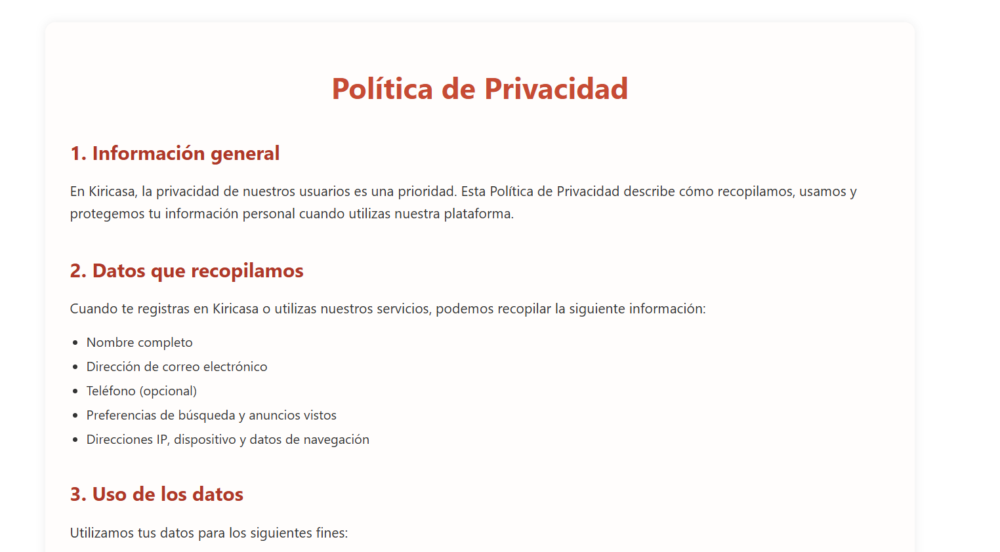 Política de Privacidad
1. Información general
En Kiricasa, la privacidad de nuestros usuarios es una prioridad. Esta Política de Privacidad describe cómo recopilamos, usamos y
protegemos tu información personal cuando utilizas nuestra plataforma.
2. Datos que recopilamos
Cuando te registras en Kiricasa o utilizas nuestros servicios, podemos recopilar la siguiente información:
• Nombre completo
• Dirección de correo electrónico
• Teléfono (opcional)
• Preferencias de búsqueda y anuncios vistos
• Direcciones IP, dispositivo y datos de navegación
3. Uso de los datos
Utilizamos tus datos para los siguientes fines: